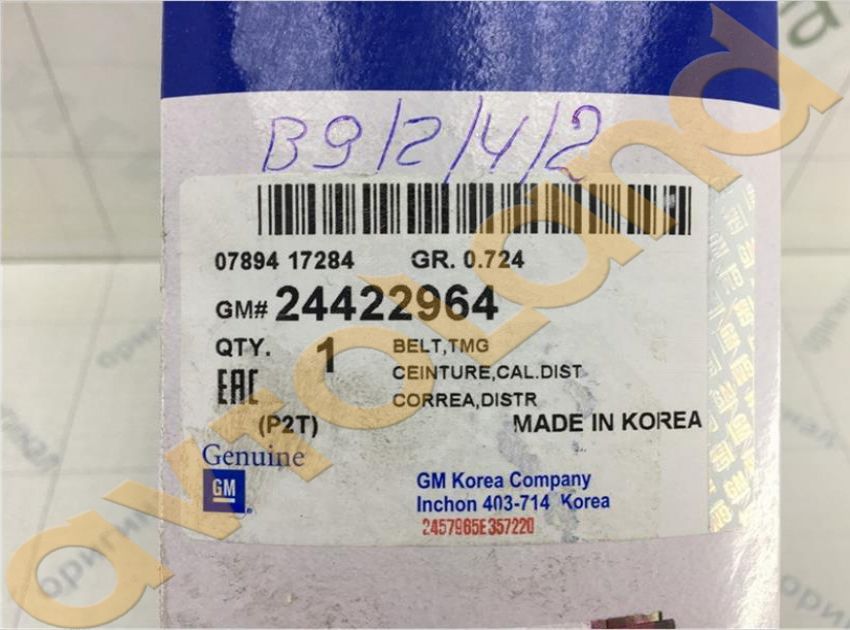 B9/2/4/2
07894 17284 GR. 0.724
GM# 24422964
QTY. 1 BELT,TMG
CEINTURE,CAL.DIST
EAC CORREA,DISTR
(P2T) MADE IN KOREA
Genuine
GM
GM Korea Company
Inchon 403-714 Korea
2457965E357220
avtoland